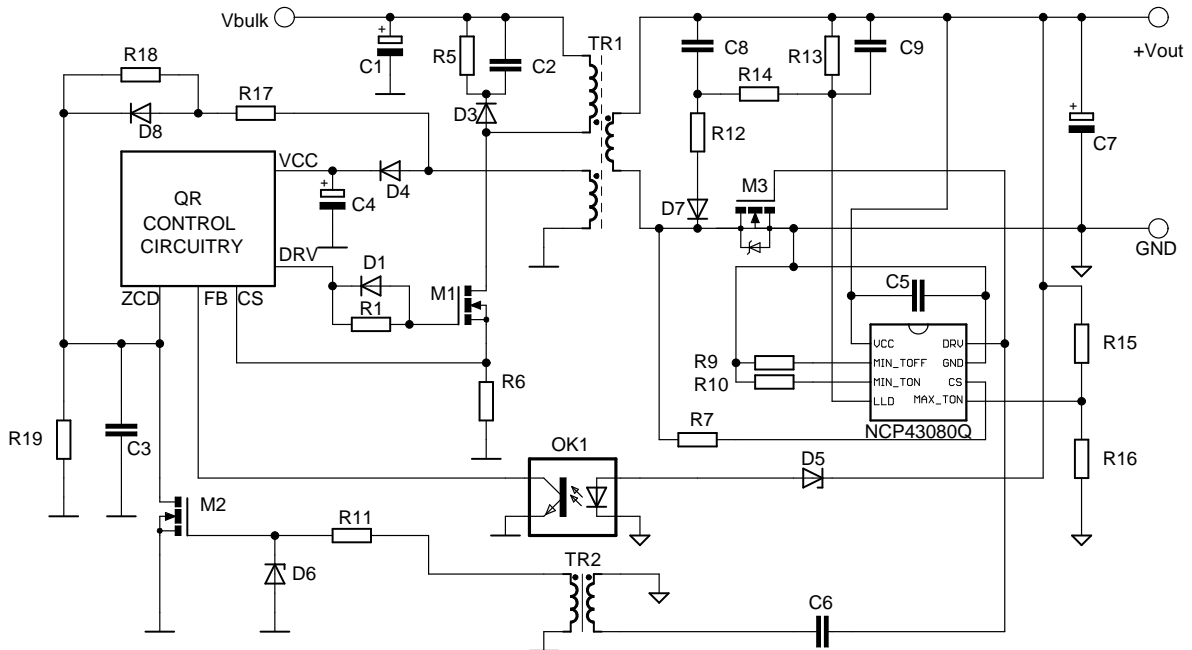 Vbulk
TR1
+Vout
R18
R5
C1
C2
C8
R13
C9
R14
R17
D3
D8
R12
C7
VCC
D4
M3
QR
CONTROL
CIRCUITRY
C4
D7
GND
DRV
D1
M1
C5
ZCD
FB
CS
R1
VCC
DRV
R15
R9
MIN_TOFF
GND
R10
MIN_TON
CS
R6
LLD
MAX_TON
R7
NCP43080Q
R19
C3
OK1
D5
R16
M2
R11
TR2
D6
C6